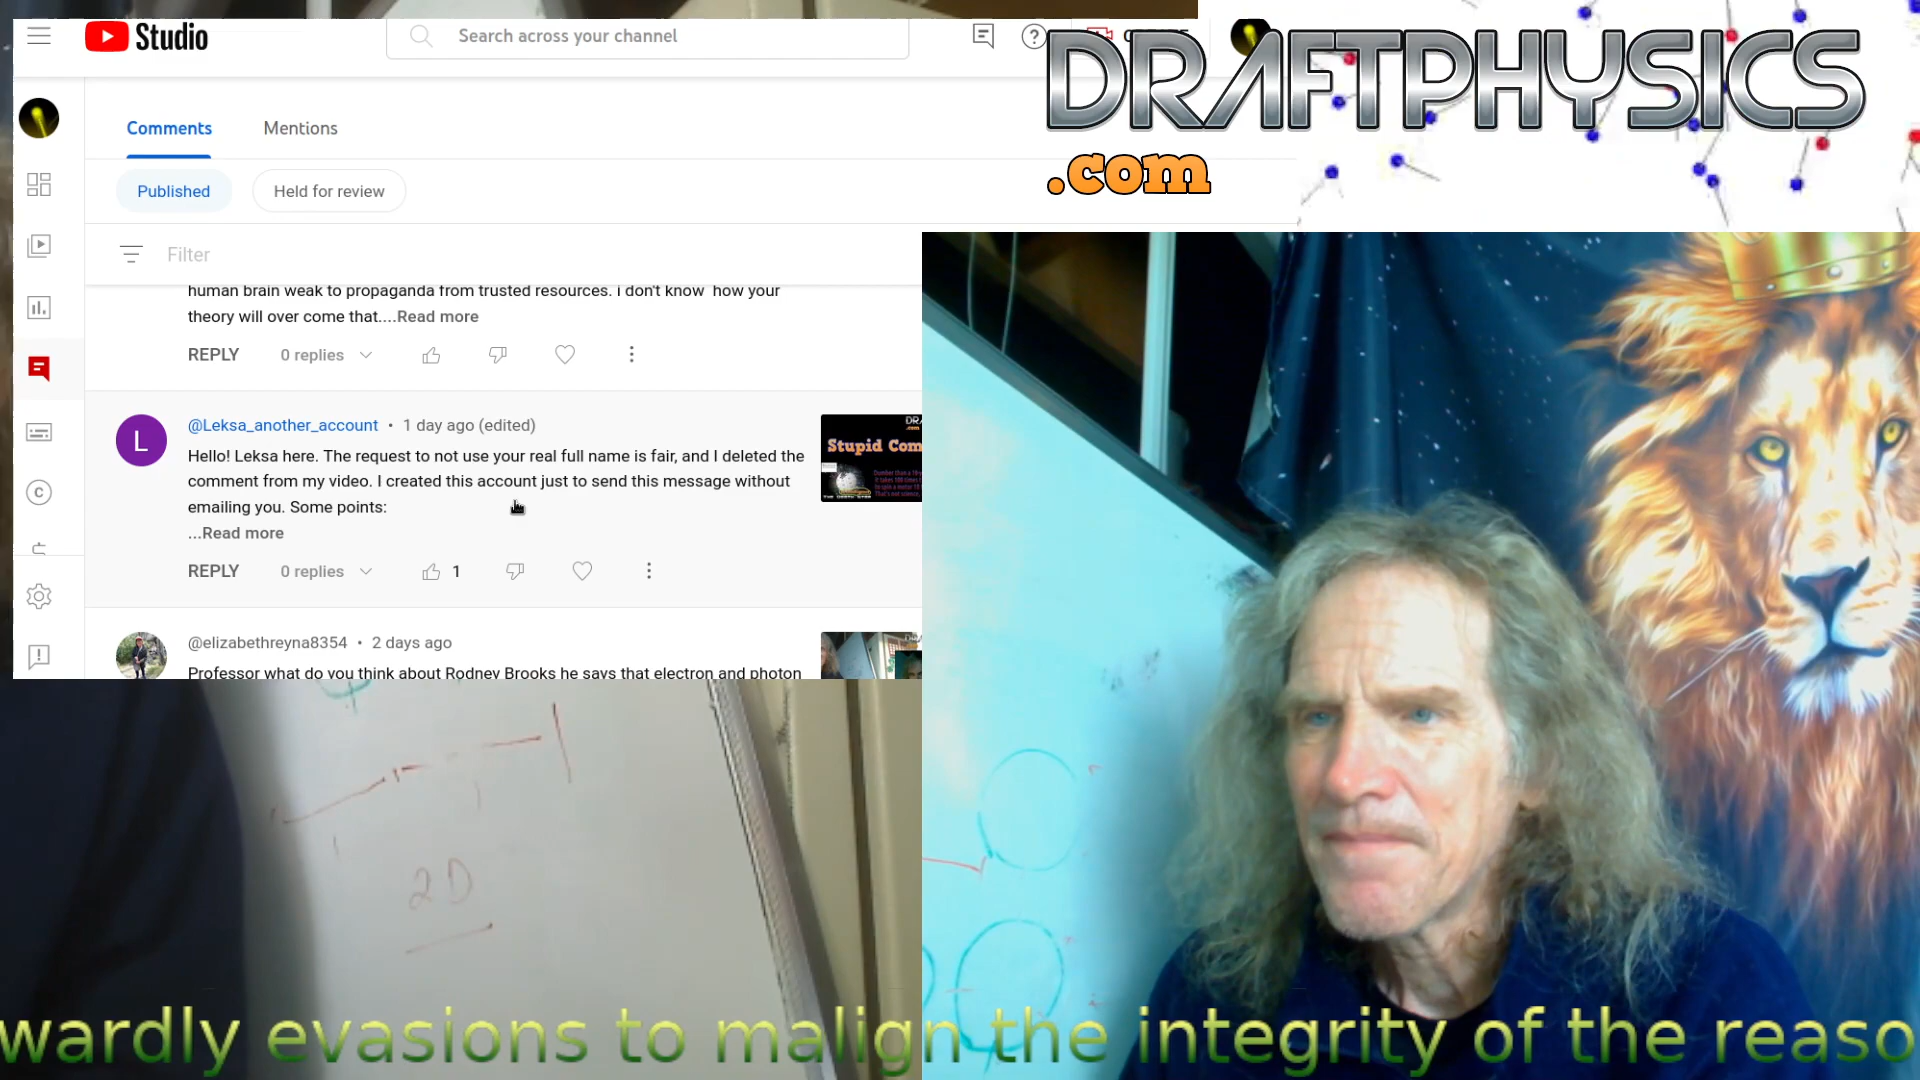 Studio
Search across your channel
DRAFTPHYSICS
.com
Comments
Mentions
Published
Held for review
Filter
human brain weak to propaganda from trusted resources. i don't know how your
theory will over come that....Read more
REPLY
0 replies
@Leksa_another_account • 1 day ago (edited)
L
Hello! Leksa here. The request to not use your real full name is fair, and I deleted the
comment from my video. I created this account just to send this message without
emailing you. Some points:
...Read more
Stupid Com
REPLY
0 replies
1
@elizabethreyna8354 • 2 days ago
Professor what do you think about Rodney Brooks he says that electron and photon
2D
wardly evasions to malign the integrity of the reaso